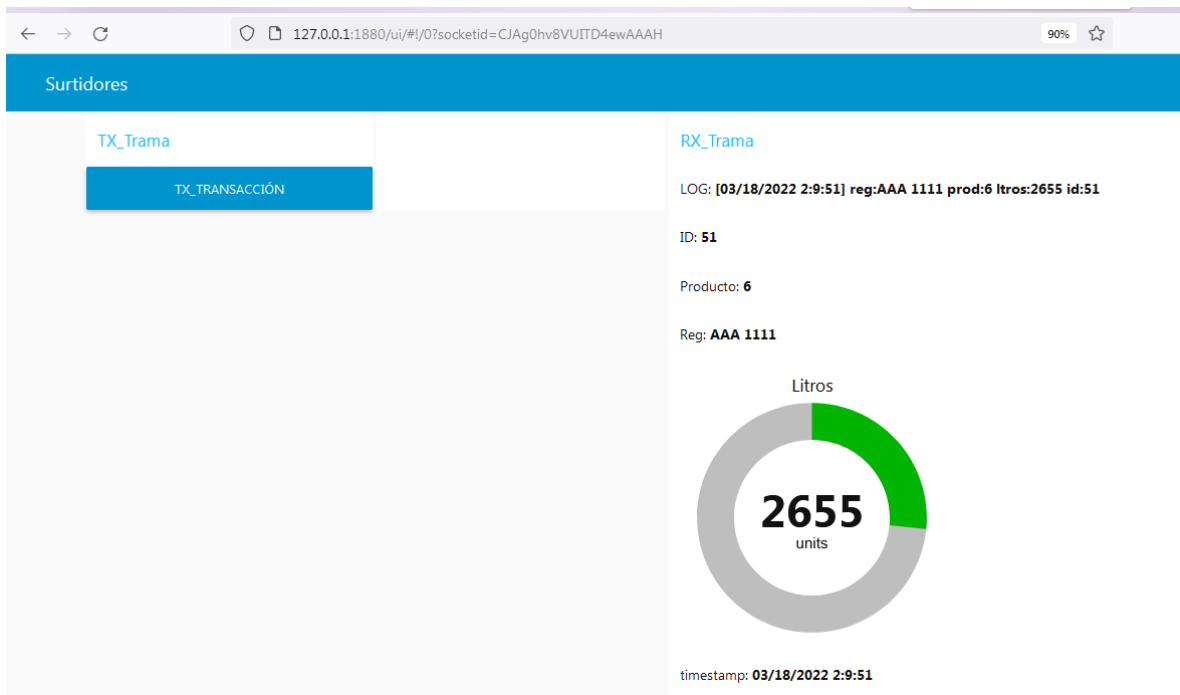 127.0.0.1:1880/ui/#!/0?socketid=CJAg0hv8VUITD4ewAAAH
90%
Surtidores
TX_Trama
TX_TRANSACCIÓN
RX_Trama
LOG: [03/18/2022 2:9:51] reg:AAA 1111 prod:6 ltros:2655 id:51
ID: 51
Producto: 6
Reg: AAA 1111
Litros
2655
units
timestamp: 03/18/2022 2:9:51